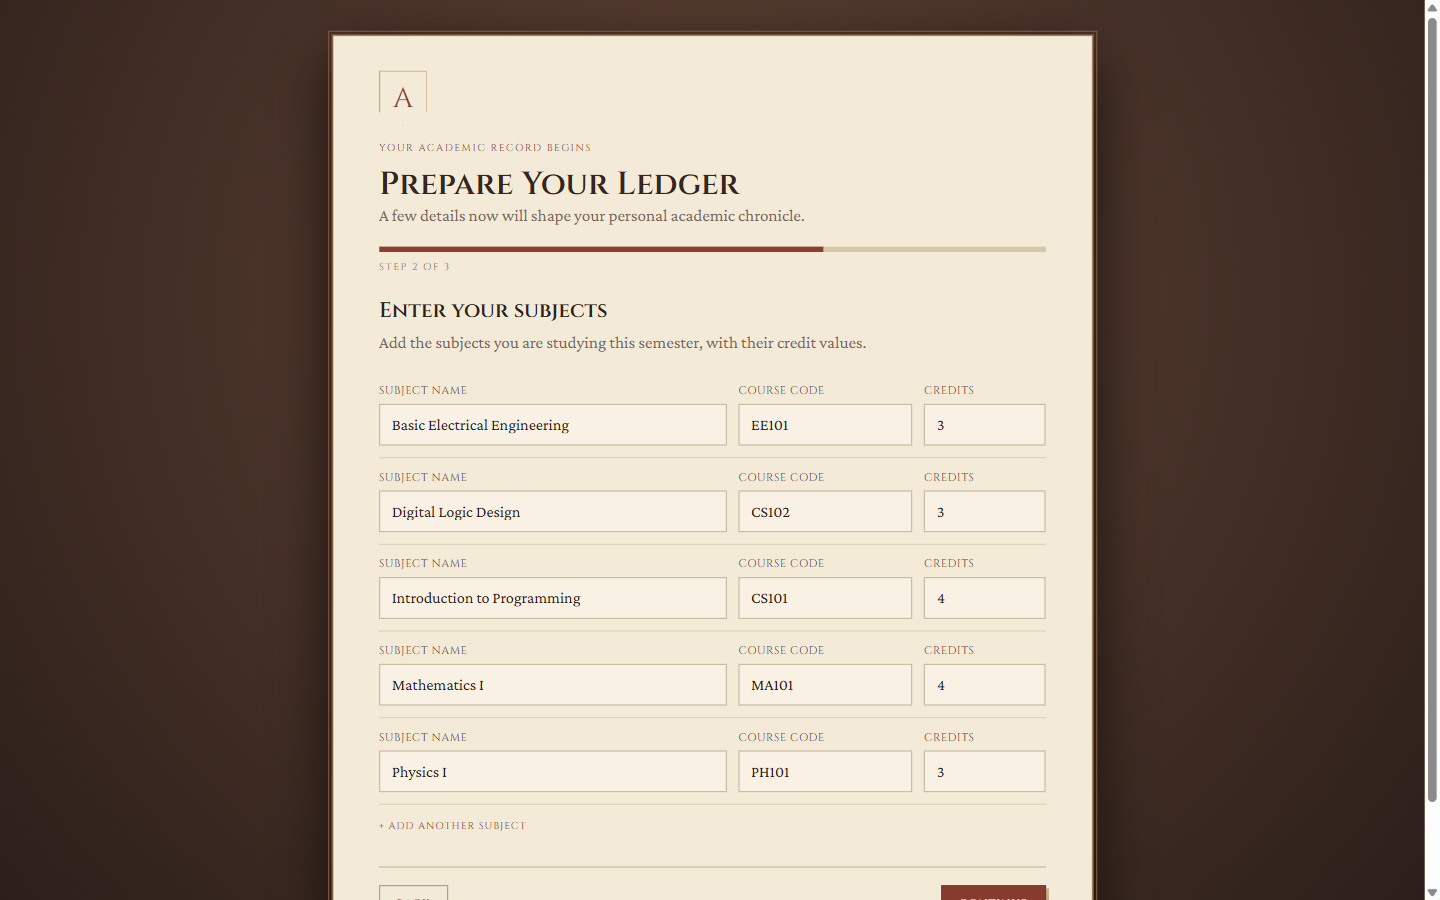 A
YOUR ACADEMIC RECORD BEGINS
PREPARE YOUR LEDGER
A few details now will shape your personal academic chronicle.
STEP 2 OF 3
ENTER YOUR SUBJECTS
Add the subjects you are studying this semester, with their credit values.
SUBJECT NAME COURSE CODE CREDITS
Basic Electrical Engineering EE101 3
SUBJECT NAME COURSE CODE CREDITS
Digital Logic Design CS102 3
SUBJECT NAME COURSE CODE CREDITS
Introduction to Programming CS101 4
SUBJECT NAME COURSE CODE CREDITS
Mathematics I MA101 4
SUBJECT NAME COURSE CODE CREDITS
Physics I PH101 3
+ ADD ANOTHER SUBJECT